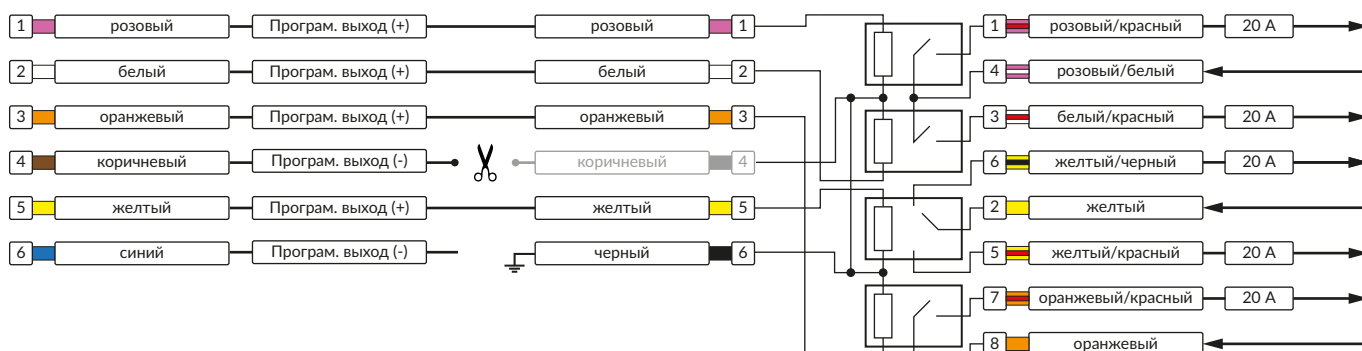 1 розовый Програм. выход (+) розовый 1 1 розовый/красный 20 А
2 белый Програм. выход (+) белый 2 4 розовый/белый
3 оранжевый Програм. выход (+) оранжевый 3 3 белый/красный 20 А
4 коричневый Програм. выход (-) коричневый 4 6 желтый/черный 20 А
5 желтый Програм. выход (+) желтый 5 2 желтый
6 синий Програм. выход (-) черный 6 5 желтый/красный 20 А
7 оранжевый/красный 20 А
8 оранжевый